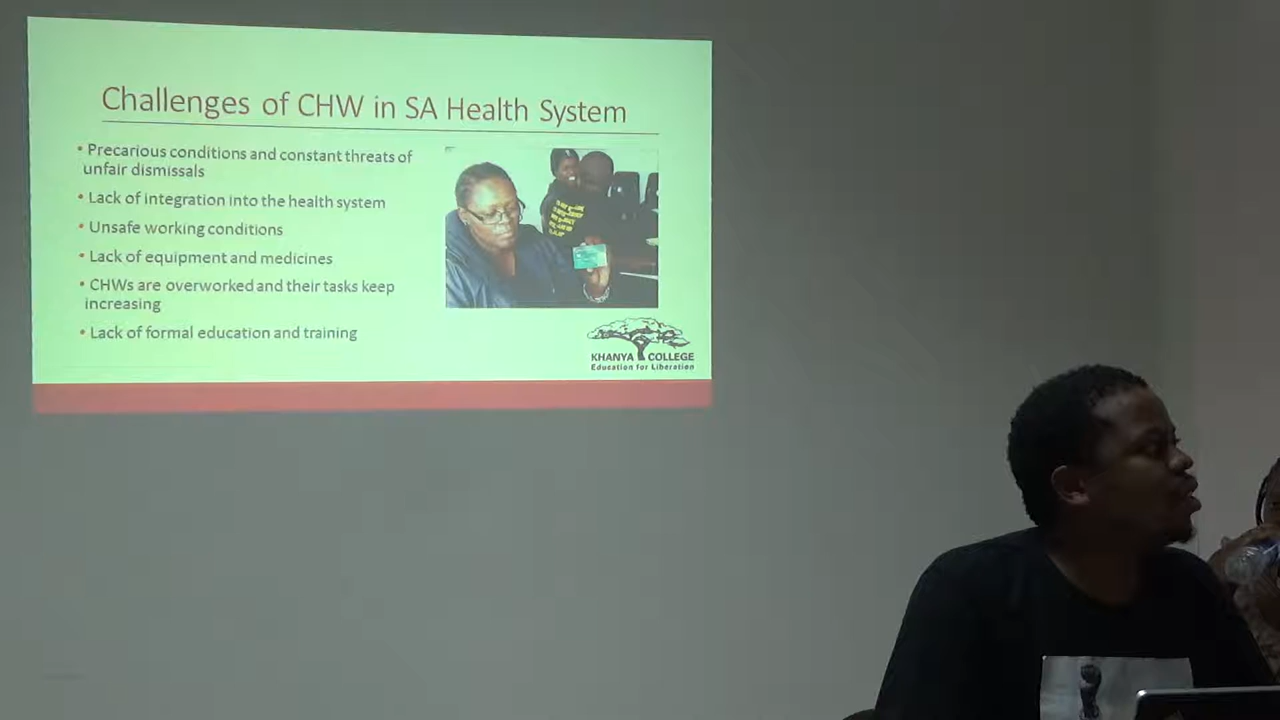 Challenges of CHW in SA Health System
• Precarious conditions and constant threats of
unfair dismissals
• Lack of integration into the health system
• Unsafe working conditions
• Lack of equipment and medicines
• CHWs are overworked and their tasks keep
increasing
• Lack of formal education and training
KHANYA COLLEGE
Education for Liberation